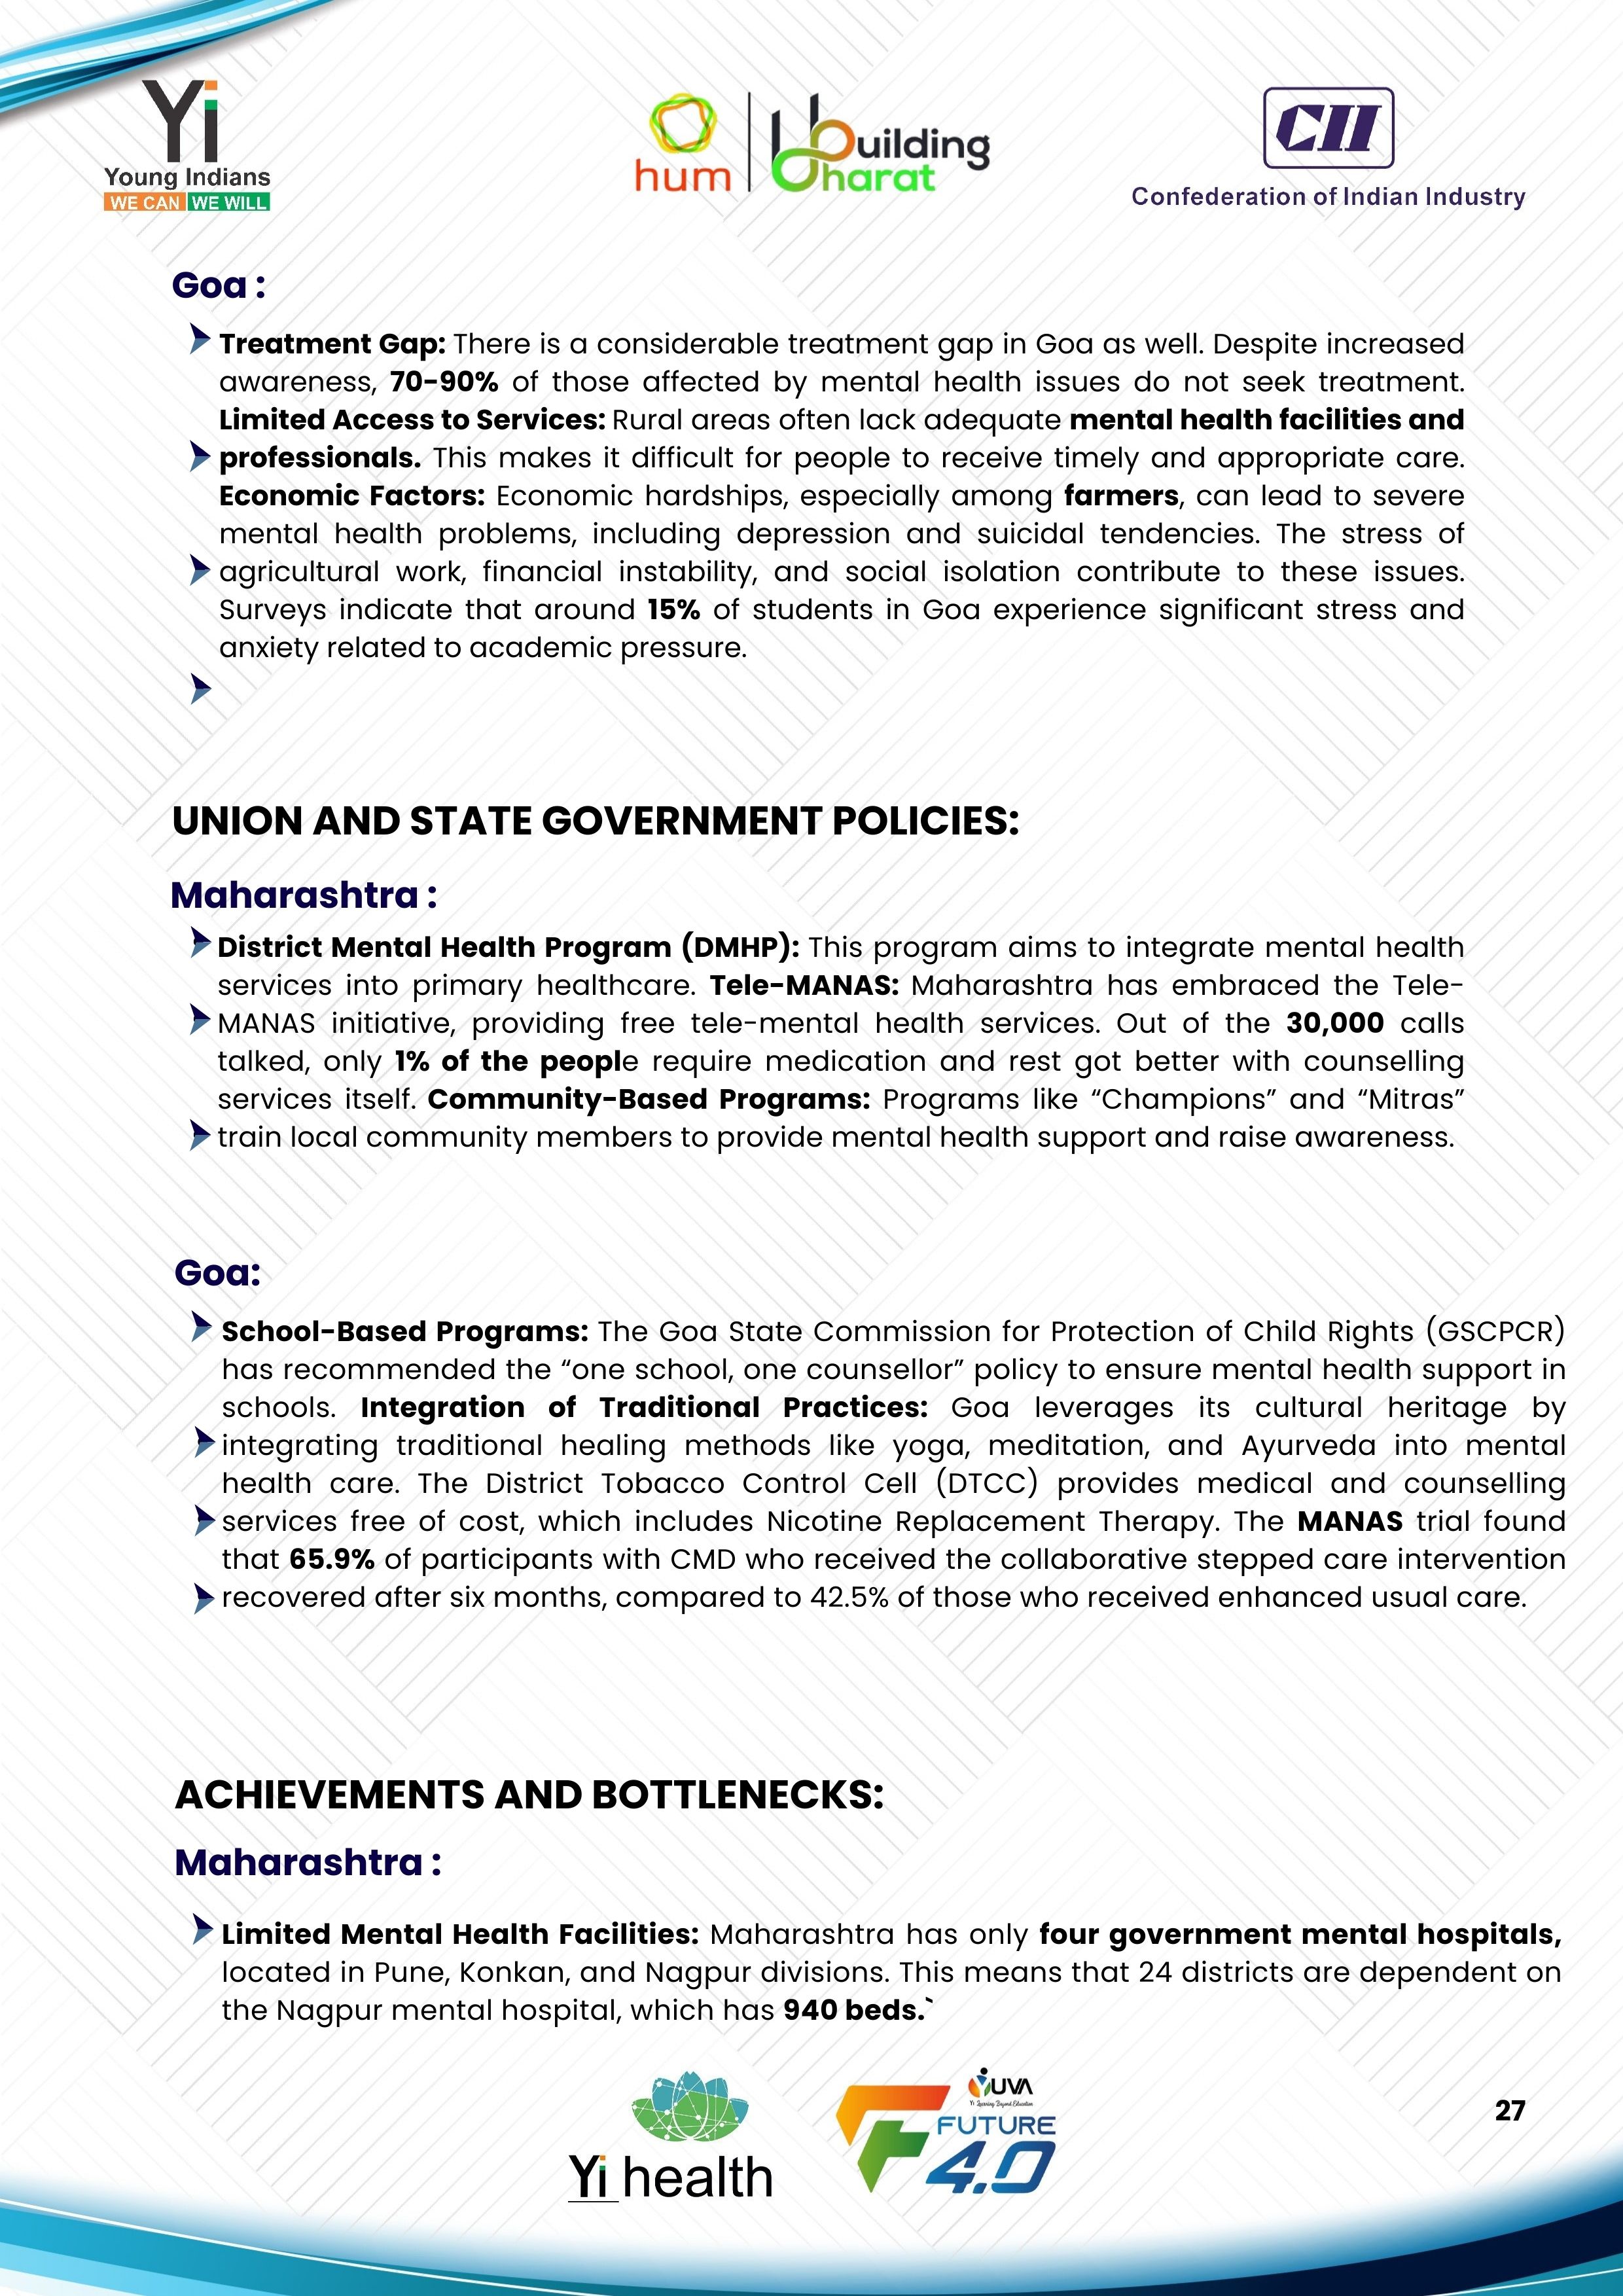 Yi
Young Indians
WE CAN WE WILL
hum
Building
Bharat
CII
Confederation of Indian Industry
Goa :
Treatment Gap: There is a considerable treatment gap in Goa as well. Despite increased
awareness, 70-90% of those affected by mental health issues do not seek treatment.
Limited Access to Services: Rural areas often lack adequate mental health facilities and
professionals. This makes it difficult for people to receive timely and appropriate care.
Economic Factors: Economic hardships, especially among farmers, can lead to severe
mental health problems, including depression and suicidal tendencies. The stress of
agricultural work, financial instability, and social isolation contribute to these issues.
Surveys indicate that around 15% of students in Goa experience significant stress and
anxiety related to academic pressure.
UNION AND STATE GOVERNMENT POLICIES:
Maharashtra :
District Mental Health Program (DMHP): This program aims to integrate mental health
services into primary healthcare. Tele-MANAS: Maharashtra has embraced the Tele-
MANAS initiative, providing free tele-mental health services. Out of the 30,000 calls
talked, only 1% of the people require medication and rest got better with counselling
services itself. Community-Based Programs: Programs like “Champions” and “Mitras”
train local community members to provide mental health support and raise awareness.
Goa:
School-Based Programs: The Goa State Commission for Protection of Child Rights (GSCPCR)
has recommended the “one school, one counsellor” policy to ensure mental health support in
schools. Integration of Traditional Practices: Goa leverages its cultural heritage by
integrating traditional healing methods like yoga, meditation, and Ayurveda into mental
health care. The District Tobacco Control Cell (DTCC) provides medical and counselling
services free of cost, which includes Nicotine Replacement Therapy. The MANAS trial found
that 65.9% of participants with CMD who received the collaborative stepped care intervention
recovered after six months, compared to 42.5% of those who received enhanced usual care.
ACHIEVEMENTS AND BOTTLENECKS:
Maharashtra :
Limited Mental Health Facilities: Maharashtra has only four government mental hospitals,
located in Pune, Konkan, and Nagpur divisions. This means that 24 districts are dependent on
the Nagpur mental hospital, which has 940 beds.`
Yi health
YUVA
Yi Learning Beyond Education
FUTURE
4.0
27